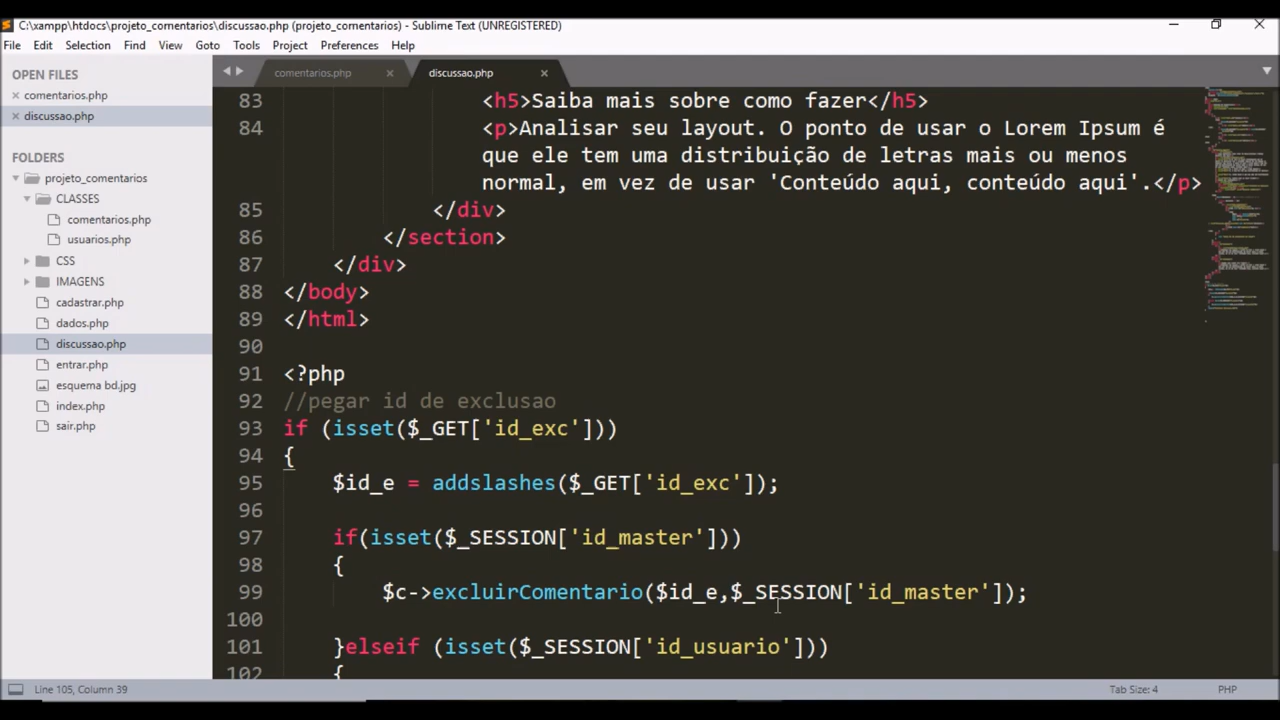 C:\xampp\htdocs\projeto_comentarios\discussao.php (projeto_comentarios) - Sublime Text (UNREGISTERED)
File Edit Selection Find View Goto Tools Project Preferences Help
OPEN FILES
comentarios.php
discussao.php
FOLDERS
projeto_comentarios
CLASSES
comentarios.php
usuarios.php
CSS
IMAGENS
cadastrar.php
dados.php
discussao.php
entrar.php
esquema bd.jpg
index.php
sair.php
comentarios.php discussao.php
83 <h5>Saiba mais sobre como fazer</h5>
84 <p>Analisar seu layout. O ponto de usar o Lorem Ipsum é
que ele tem uma distribuição de letras mais ou menos
normal, em vez de usar 'Conteúdo aqui, conteúdo aqui'.</p>
85 </div>
86 </section>
87 </div>
88 </body>
89 </html>
90
91 <?php
92 //pegar id de exclusao
93 if (isset($_GET['id_exc']))
94 {
95 $id_e = addslashes($_GET['id_exc']);
96
97 if(isset($_SESSION['id_master']))
98 {
99 $c->excluirComentario($id_e,$_SESSION['id_master']);
100
101 }elseif (isset($_SESSION['id_usuario']))
102 {
Line 105, Column 39 Tab Size: 4 PHP